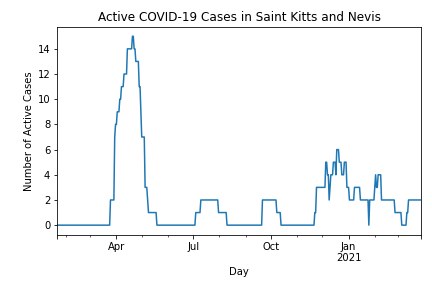 Active COVID-19 Cases in Saint Kitts and Nevis
Number of Active Cases
14
12
10
8
6
4
2
0
Apr
Jul
Oct
Jan
2021
Day